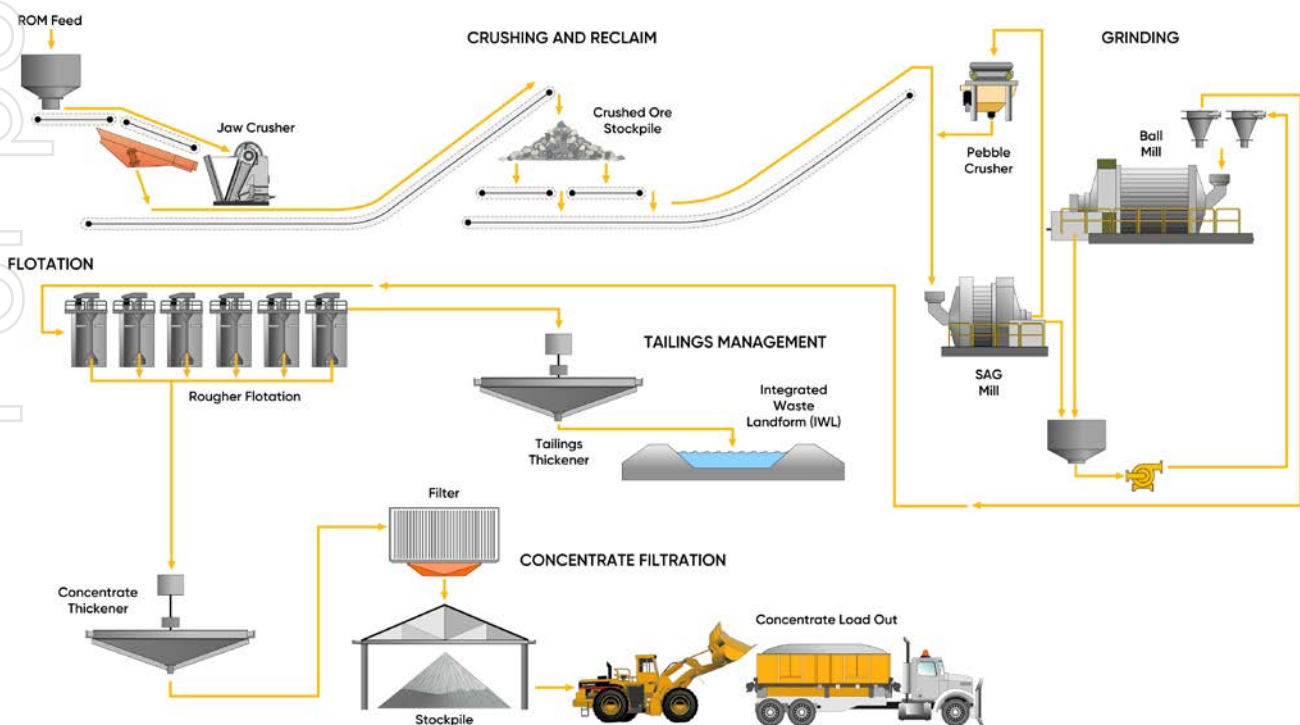 ROM Feed
CRUSHING AND RECLAIM
GRINDING
Jaw Crusher
Crushed Ore
Stockpile
Pebble
Crusher
Ball
Mill
FLOTATION
Rougher Flotation
TAILINGS MANAGEMENT
SAG
Mill
Integrated
Waste
Landform (IWL)
Tailings
Thickener
Filter
CONCENTRATE FILTRATION
Concentrate
Thickener
Concentrate Load Out
Stockpile